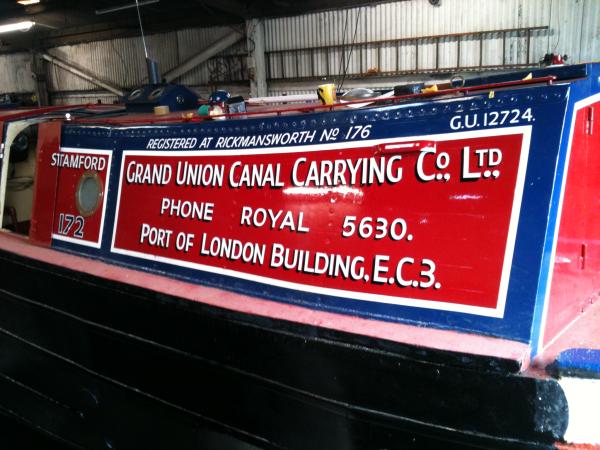 REGISTERED AT RICKMANSWORTH No 176
G.U.12724.
STAMFORD
172
GRAND UNION CANAL CARRYING Co., LTD.,
PHONE ROYAL 5630.
PORT OF LONDON BUILDING, E.C.3.